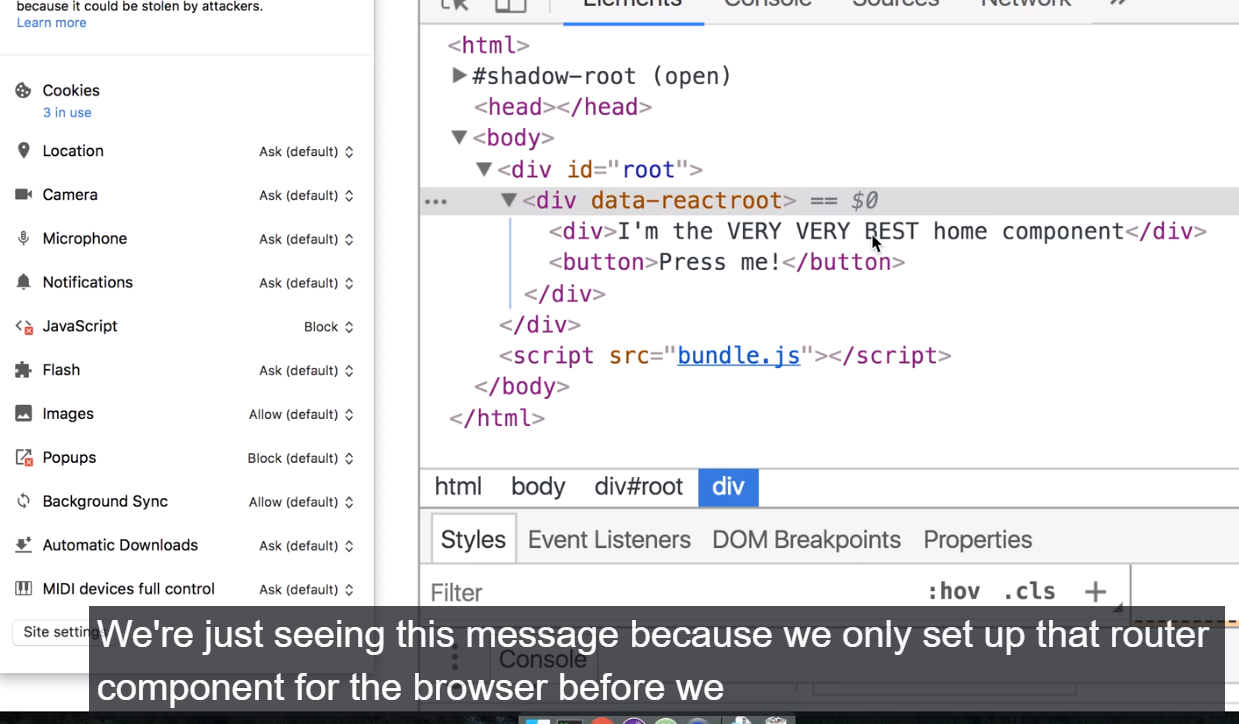 because it could be stolen by attackers.
Learn more
Cookies
3 in use
Location Ask (default)
Camera Ask (default)
Microphone Ask (default)
Notifications Ask (default)
JavaScript Block
Flash Ask (default)
Images Allow (default)
Popups Block (default)
Background Sync Allow (default)
Automatic Downloads Ask (default)
MIDI devices full control Ask (default)
Site settings
Elements Console Sources Network »
<html>
▶#shadow-root (open)
<head></head>
▼<body>
▼<div id="root">
... ▼<div data-reactroot> == $0
<div>I'm the VERY VERY BEST home component</div>
<button>Press me!</button>
</div>
</div>
<script src="bundle.js"></script>
</body>
</html>
html body div#root div
Styles Event Listeners DOM Breakpoints Properties
Filter :hov .cls +
Console
We're just seeing this message because we only set up that router
component for the browser before we